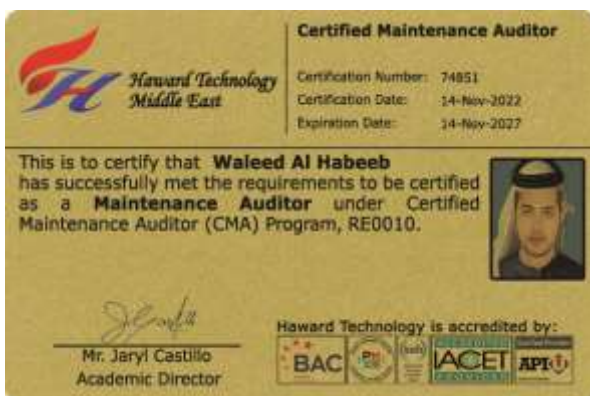 Certified Maintenance Auditor
Haward Technology
Middle East
Certification Number: 74851
Certification Date: 14-Nov-2022
Expiration Date: 14-Nov-2027
This is to certify that Waleed Al Habeeb
has successfully met the requirements to be certified
as a Maintenance Auditor under Certified
Maintenance Auditor (CMA) Program, RE0010.
Mr. Jaryl Castillo
Academic Director
Haward Technology is accredited by:
BAC
IACET
API